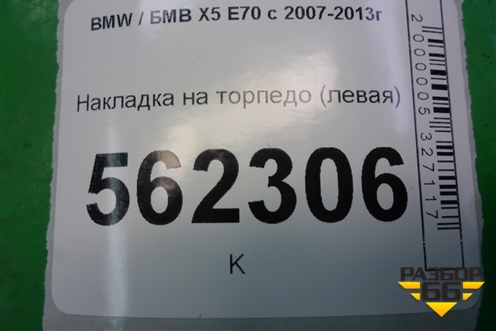 BMW / БМВ X5 E70 с 2007-2013г
Накладка на торпедо (левая)
562306
К
2000005327117
РАЗБОР
66